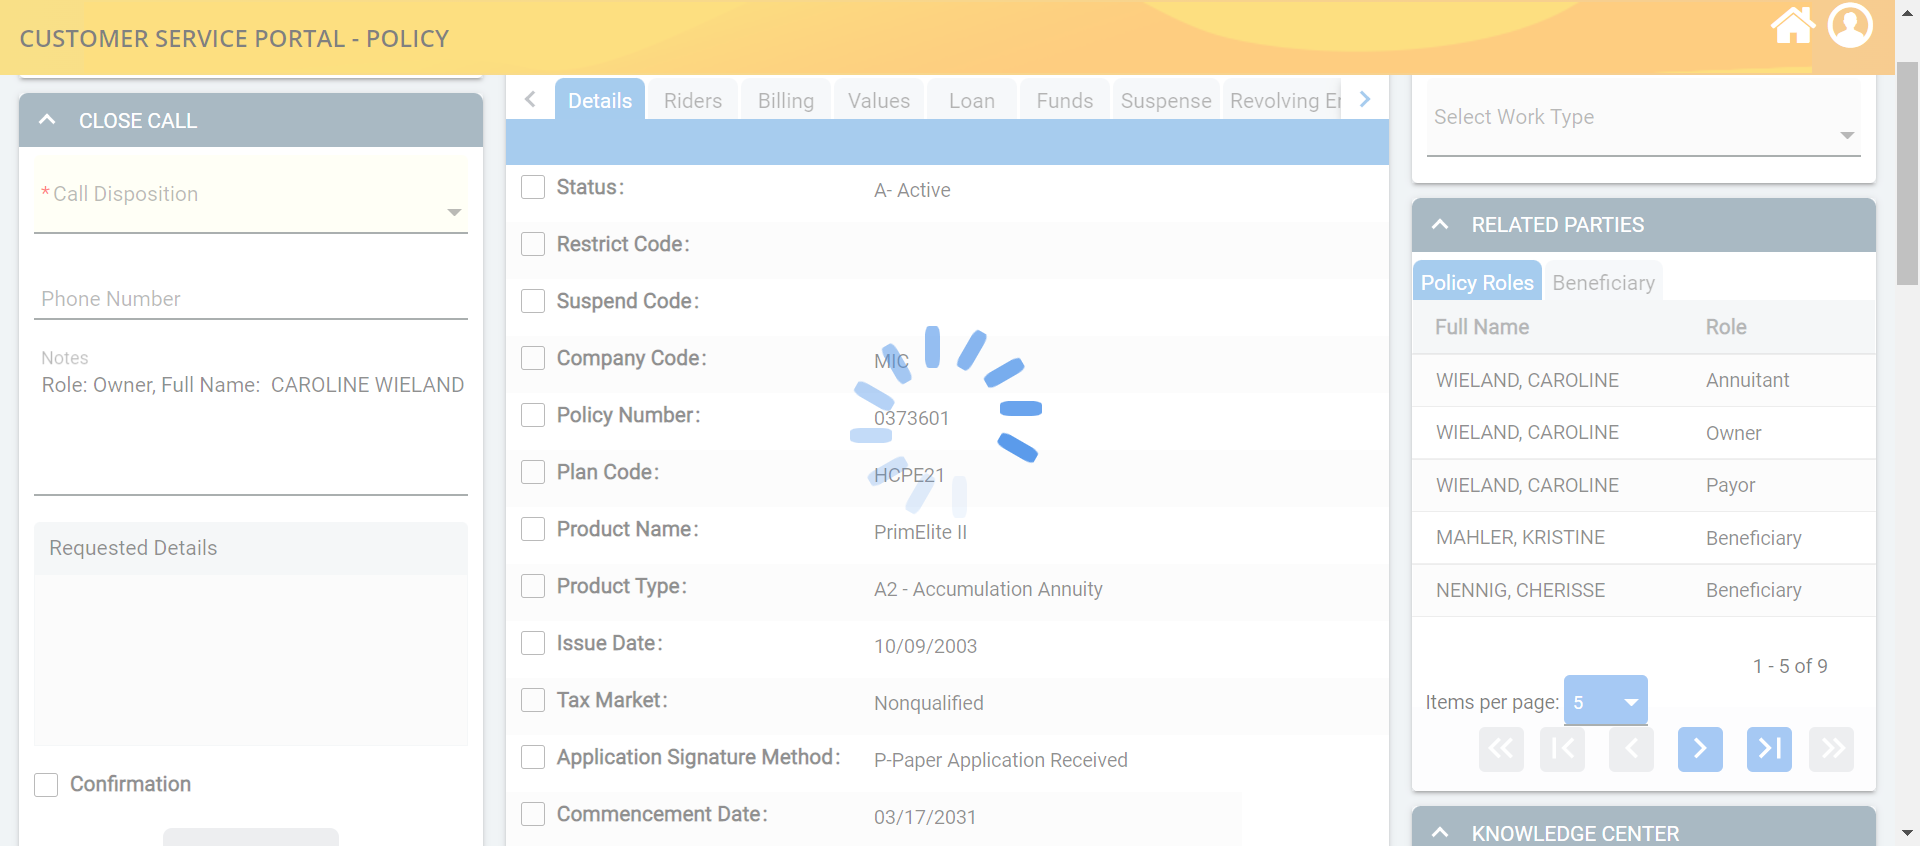 CUSTOMER SERVICE PORTAL - POLICY
CLOSE CALL
* Call Disposition
Phone Number
Notes
Role: Owner, Full Name:  CAROLINE WIELAND
Requested Details
Confirmation
Details Riders Billing Values Loan Funds Suspense Revolving
Status: A- Active
Restrict Code:
Suspend Code:
Company Code: MIC
Policy Number: 0373601
Plan Code: HCPE21
Product Name: PrimElite II
Product Type: A2 - Accumulation Annuity
Issue Date: 10/09/2003
Tax Market: Nonqualified
Application Signature Method: P-Paper Application Received
Commencement Date: 03/17/2031
Select Work Type
RELATED PARTIES
Policy Roles Beneficiary
Full Name Role
WIELAND, CAROLINE Annuitant
WIELAND, CAROLINE Owner
WIELAND, CAROLINE Payor
MAHLER, KRISTINE Beneficiary
NENNIG, CHERISSE Beneficiary
1 - 5 of 9
Items per page: 5
KNOWLEDGE CENTER